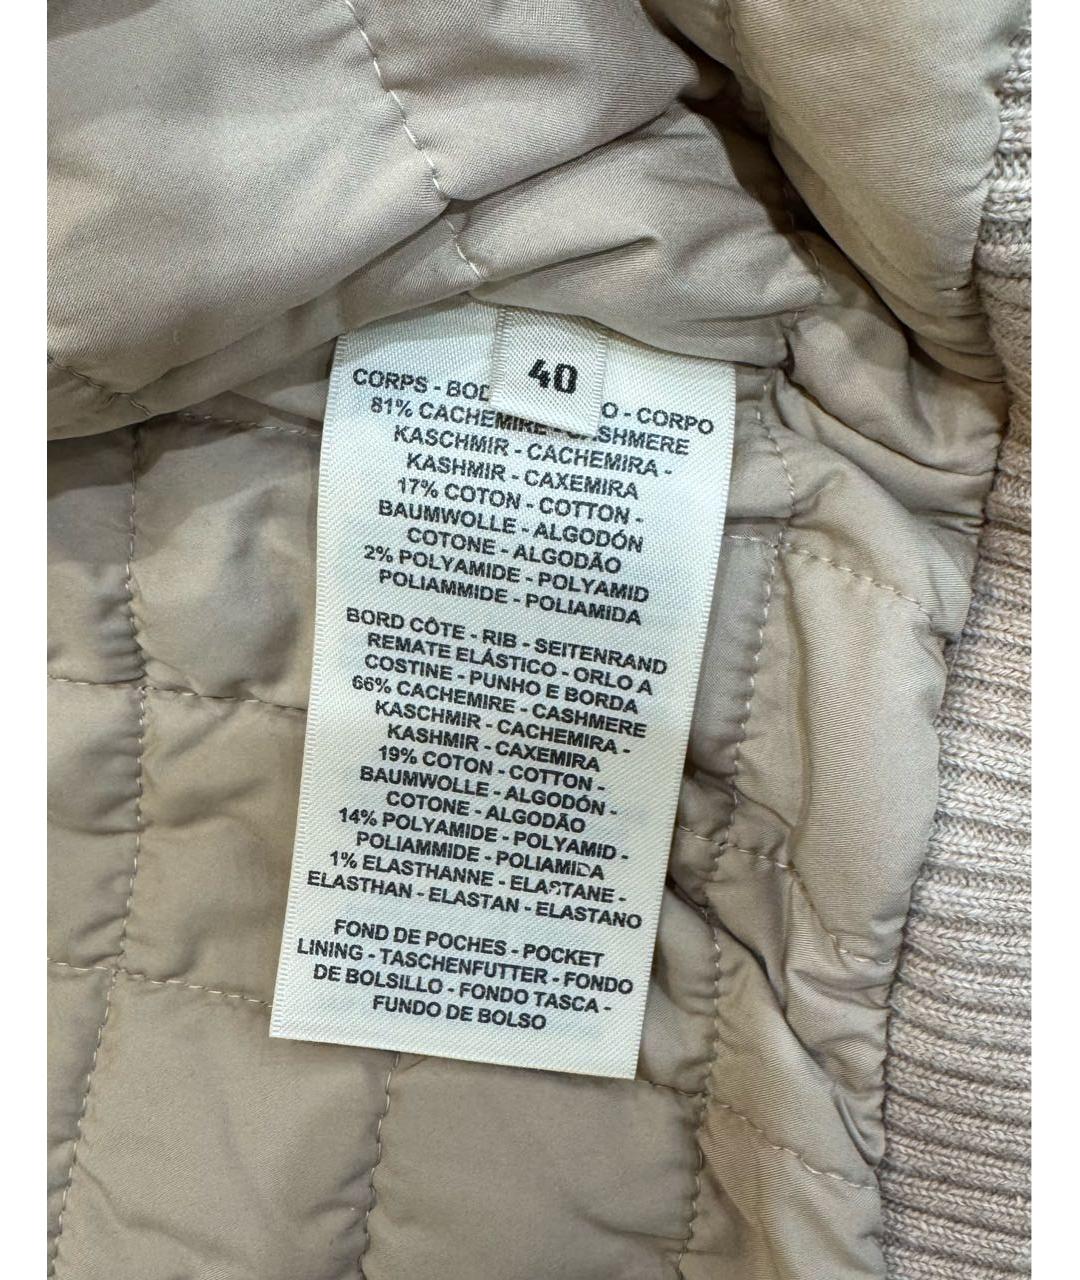 40
CORPS - BOD O - CORPO
81% CACHEMIRE - CASHMERE
KASCHMIR - CACHEMIRA -
KASHMIR - CAXEMIRA
17% COTON - COTTON -
BAUMWOLLE - ALGODÓN
COTONE - ALGODÃO
2% POLYAMIDE - POLYAMID
POLIAMMIDE - POLIAMIDA
BORD CÔTE - RIB - SEITENRAND
REMATE ELÁSTICO - ORLO A
COSTINE - PUNHO E BORDA
66% CACHEMIRE - CASHMERE
KASCHMIR - CACHEMIRA -
KASHMIR - CAXEMIRA
19% COTON - COTTON -
BAUMWOLLE - ALGODÓN -
COTONE - ALGODÃO
14% POLYAMIDE - POLYAMID -
POLIAMMIDE - POLIAMIDA
1% ELASTHANNE - ELASTANE -
ELASTHAN - ELASTAN - ELASTANO
FOND DE POCHES - POCKET
LINING - TASCHENFUTTER - FONDO
DE BOLSILLO - FONDO TASCA -
FUNDO DE BOLSO